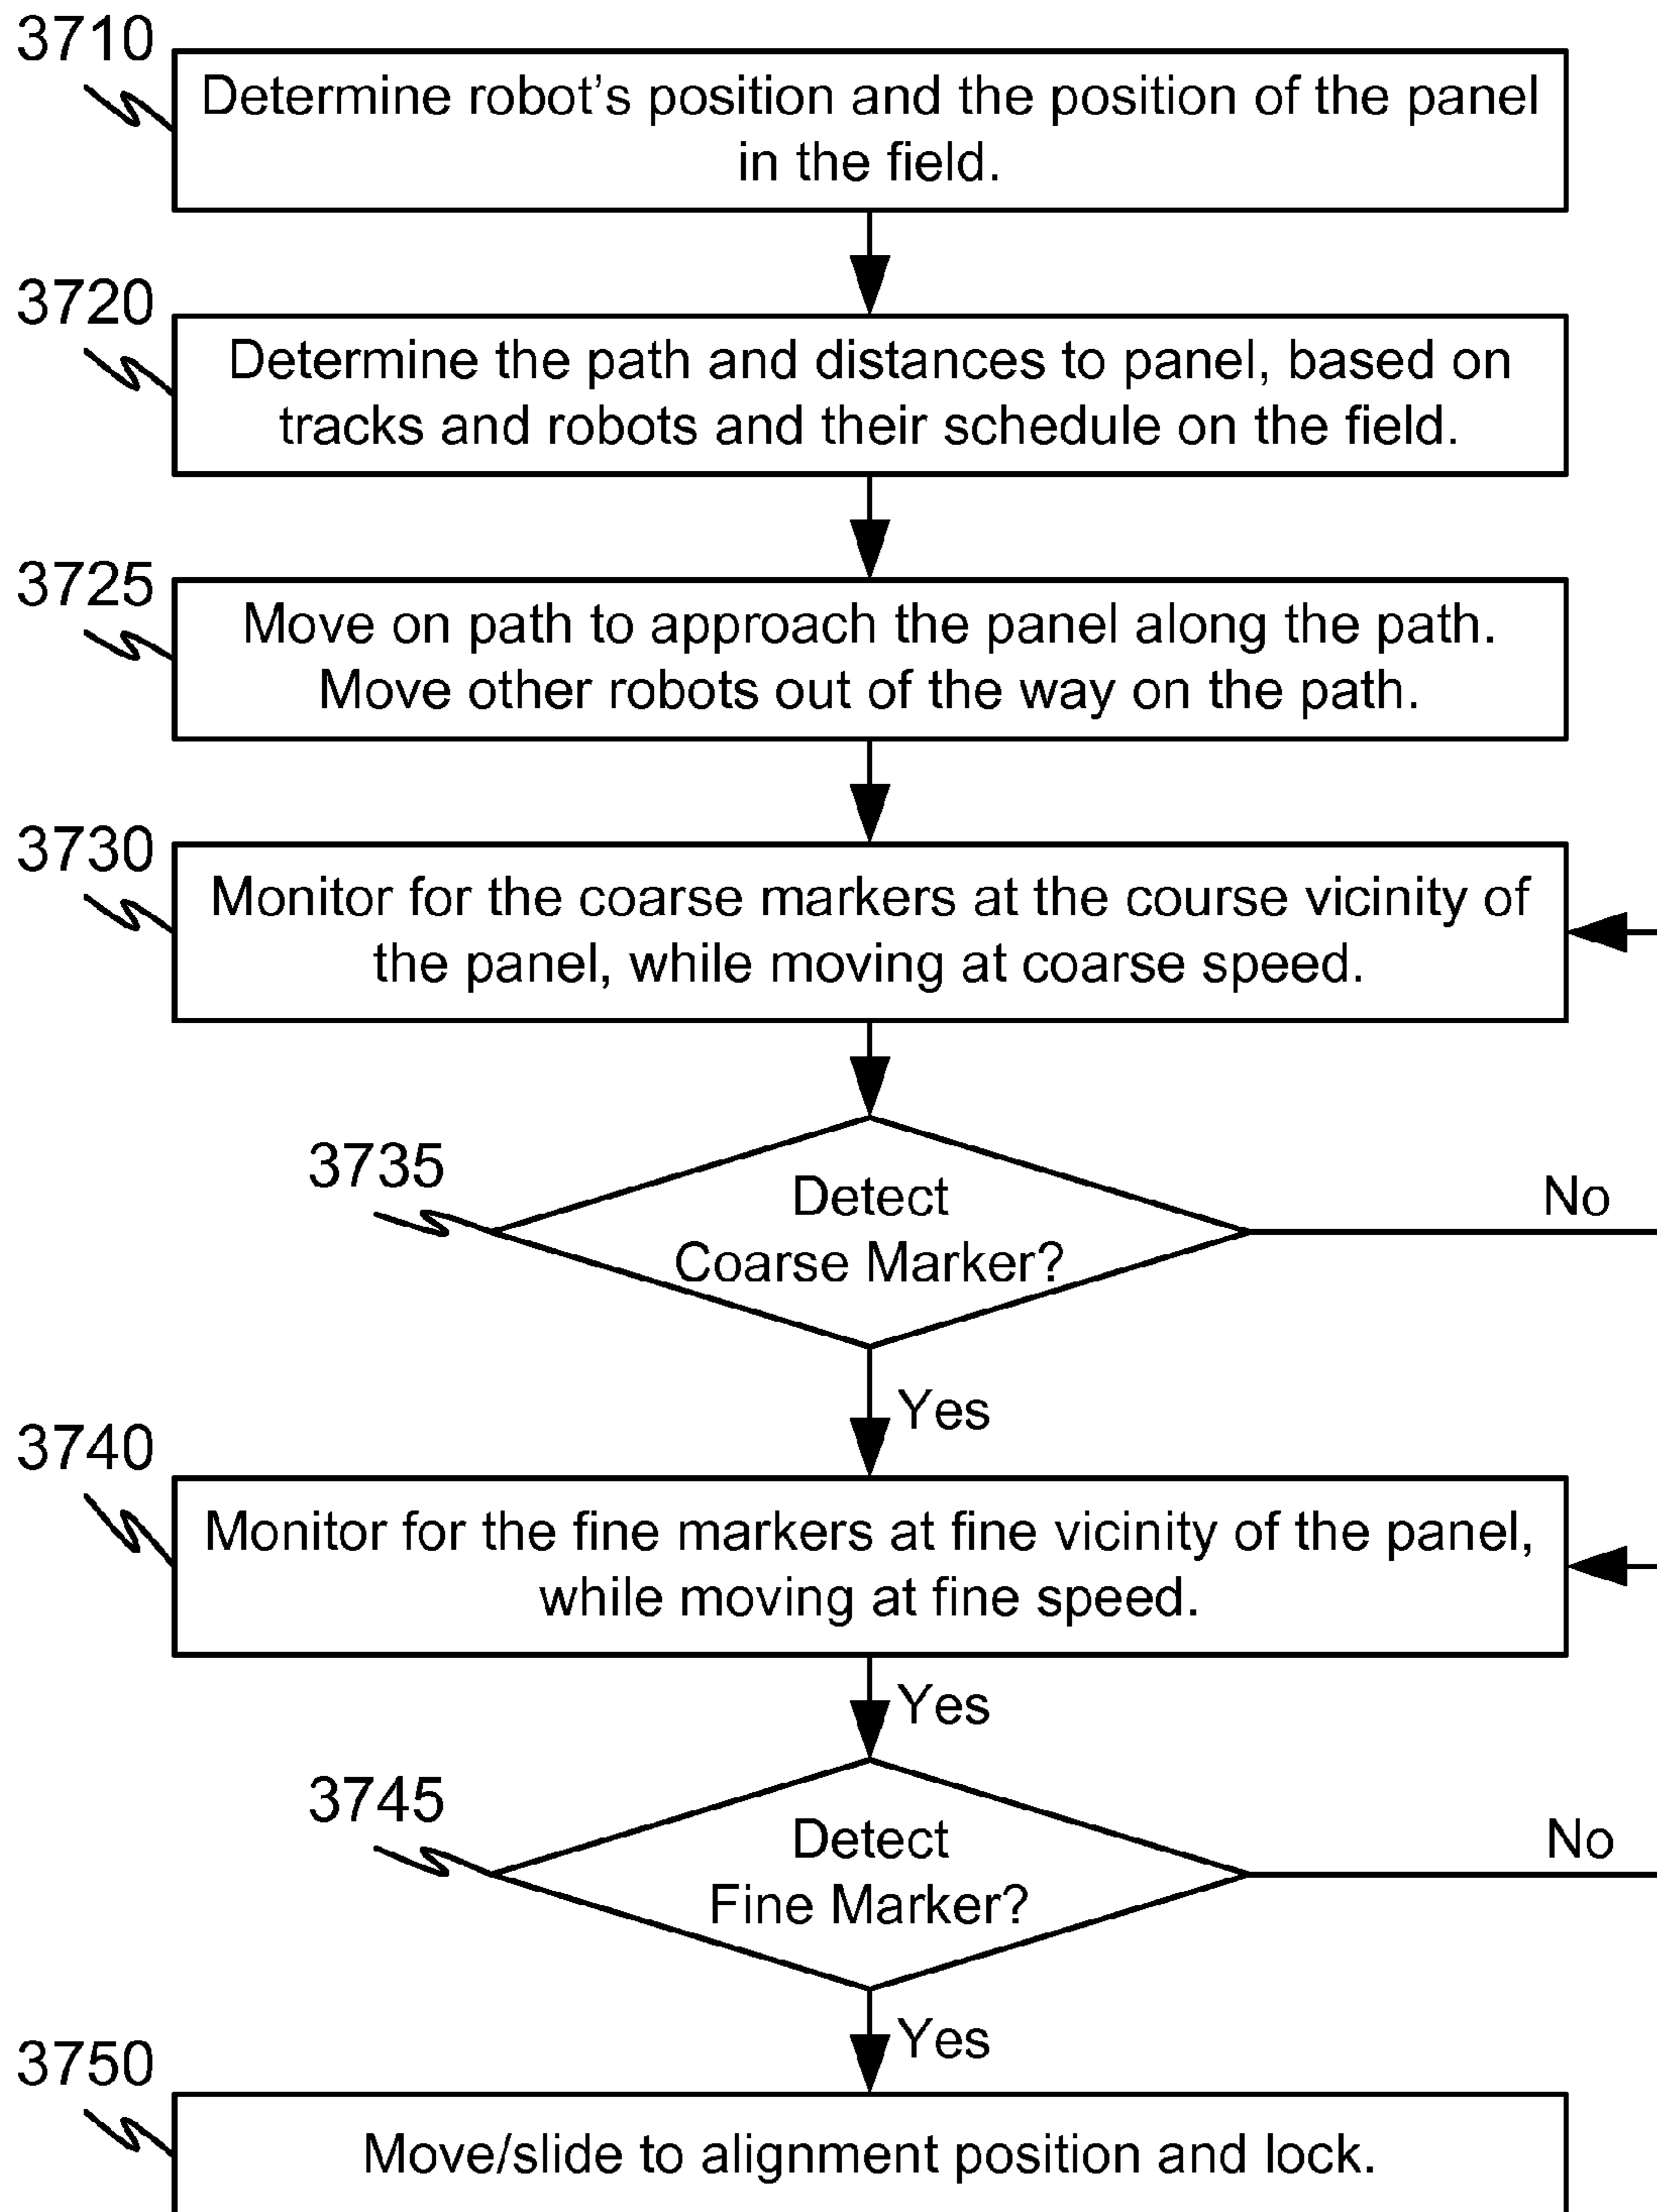 3710
Determine robot’s position and the position of the panel
in the field.
3720
Determine the path and distances to panel, based on
tracks and robots and their schedule on the field.
3725
Move on path to approach the panel along the path.
Move other robots out of the way on the path.
3730
Monitor for the coarse markers at the course vicinity of
the panel, while moving at coarse speed.
3735
Detect
Coarse Marker?
No
Yes
3740
Monitor for the fine markers at fine vicinity of the panel,
while moving at fine speed.
Yes
3745
Detect
Fine Marker?
No
Yes
3750
Move/slide to alignment position and lock.